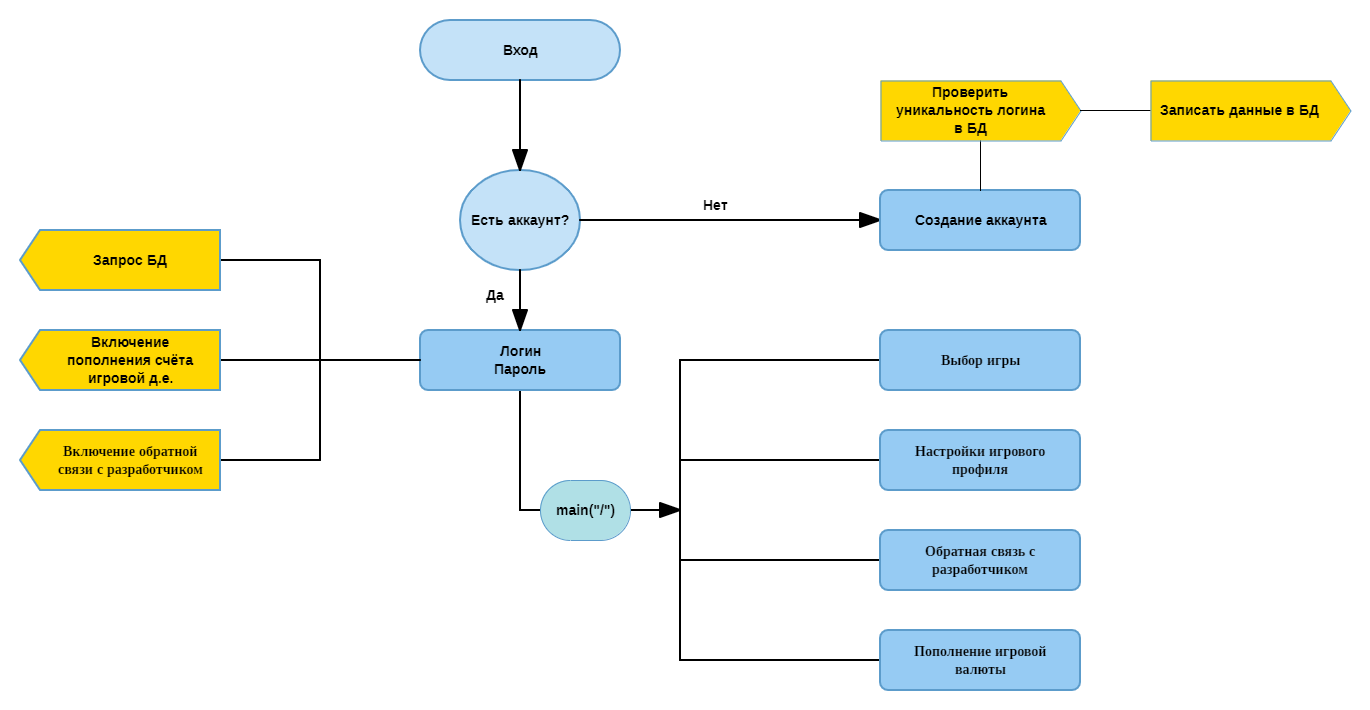 Вход
Проверить
уникальность логина
в БД
Записать данные в БД
Есть аккаунт?
Нет
Создание аккаунта
Запрос БД
Да
Включение
пополнения счёта
игровой д.е.
Логин
Пароль
Выбор игры
Включение обратной
связи с разработчиком
Настройки игрового
профиля
main("/")
Обратная связь с
разработчиком
Пополнение игровой
валюты